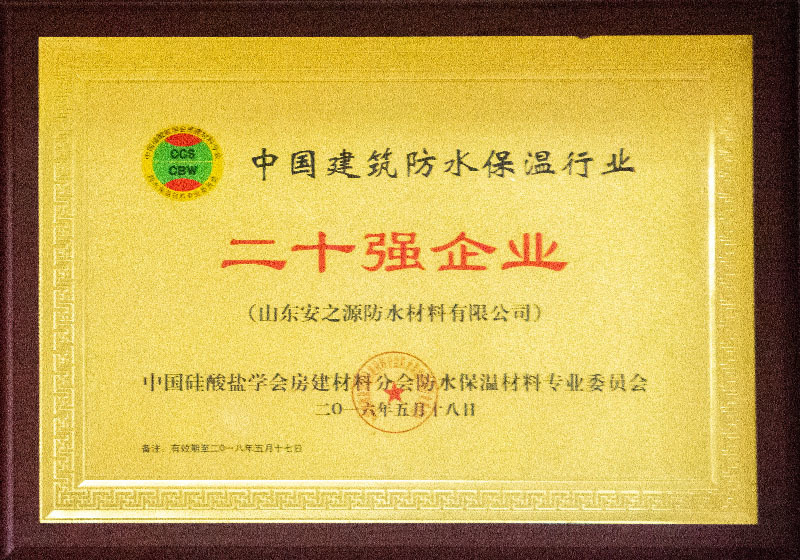 CCS
CBW
中国建筑防水保温行业
二十强企业
（山东安之源防水材料有限公司）
中国硅酸盐学会房建材料分会防水保温材料专业委员会
二〇一六年五月十八日
备注：有效期至二〇一八年五月十七日